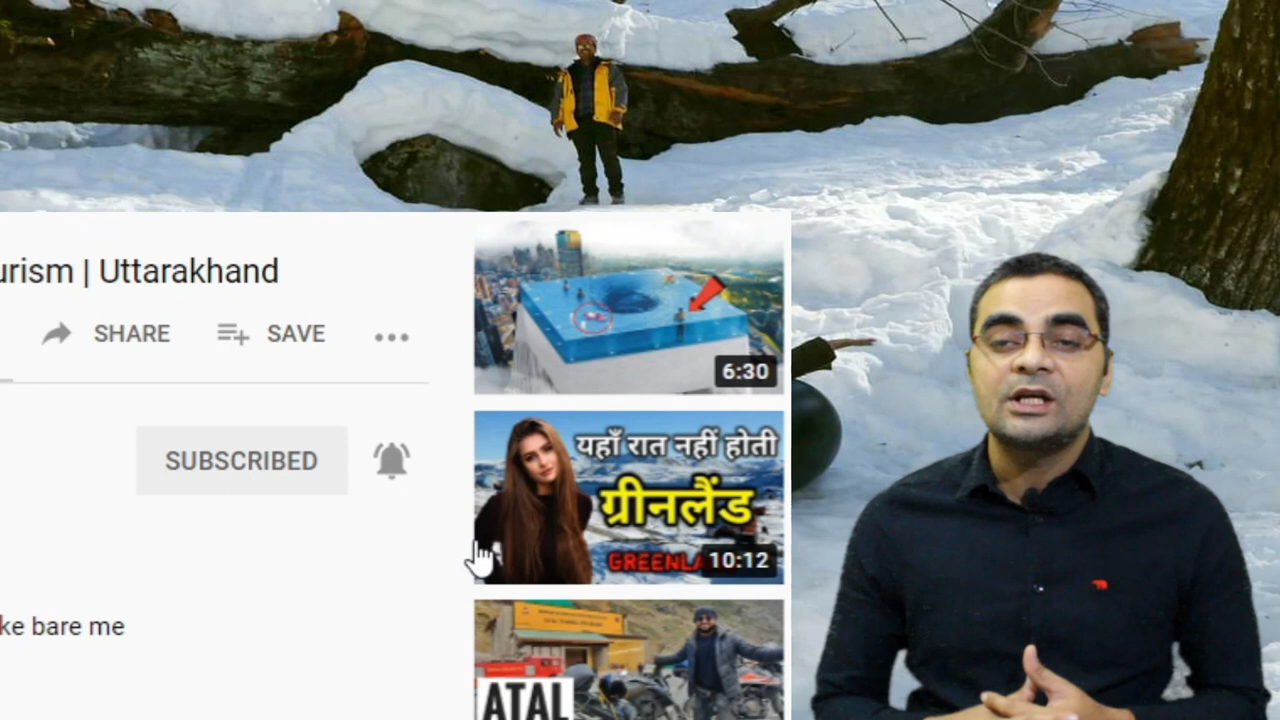 urism | Uttarakhand
SHARE
SAVE
6:30
SUBSCRIBED
यहाँ रात नहीं होती
ग्रीनलैंड
GREENLA
10:12
ke bare me
ATAL